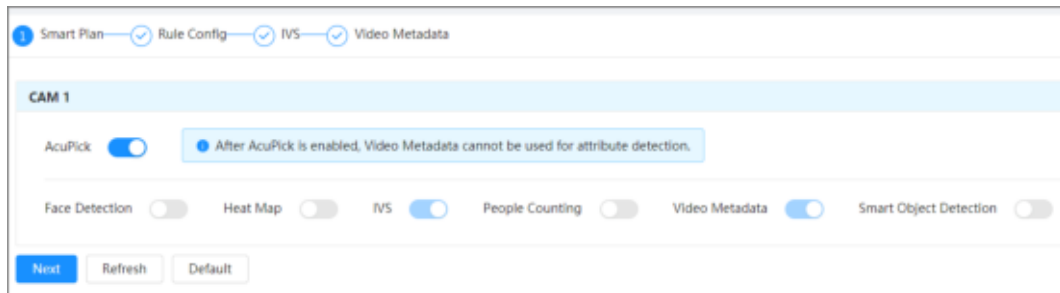 1 Smart Plan Rule Config IVS Video Metadata
CAM 1
AcuPick After AcuPick is enabled, Video Metadata cannot be used for attribute detection.
Face Detection Heat Map IVS People Counting Video Metadata Smart Object Detection
Next Refresh Default